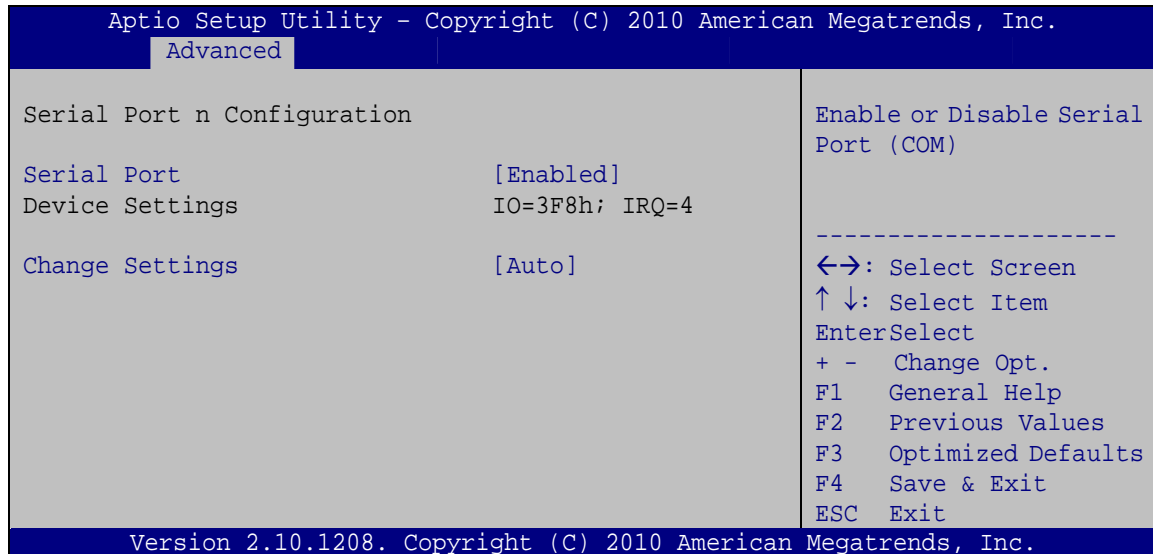 Aptio Setup Utility – Copyright (C) 2010 American Megatrends, Inc.
Advanced
Serial Port n Configuration
Serial Port [Enabled]
Device Settings IO=3F8h; IRQ=4
Change Settings [Auto]
Enable or Disable Serial
Port (COM)
---------------------
←→: Select Screen
↑ ↓: Select Item
EnterSelect
+ - Change Opt.
F1 General Help
F2 Previous Values
F3 Optimized Defaults
F4 Save & Exit
ESC Exit
Version 2.10.1208. Copyright (C) 2010 American Megatrends, Inc.